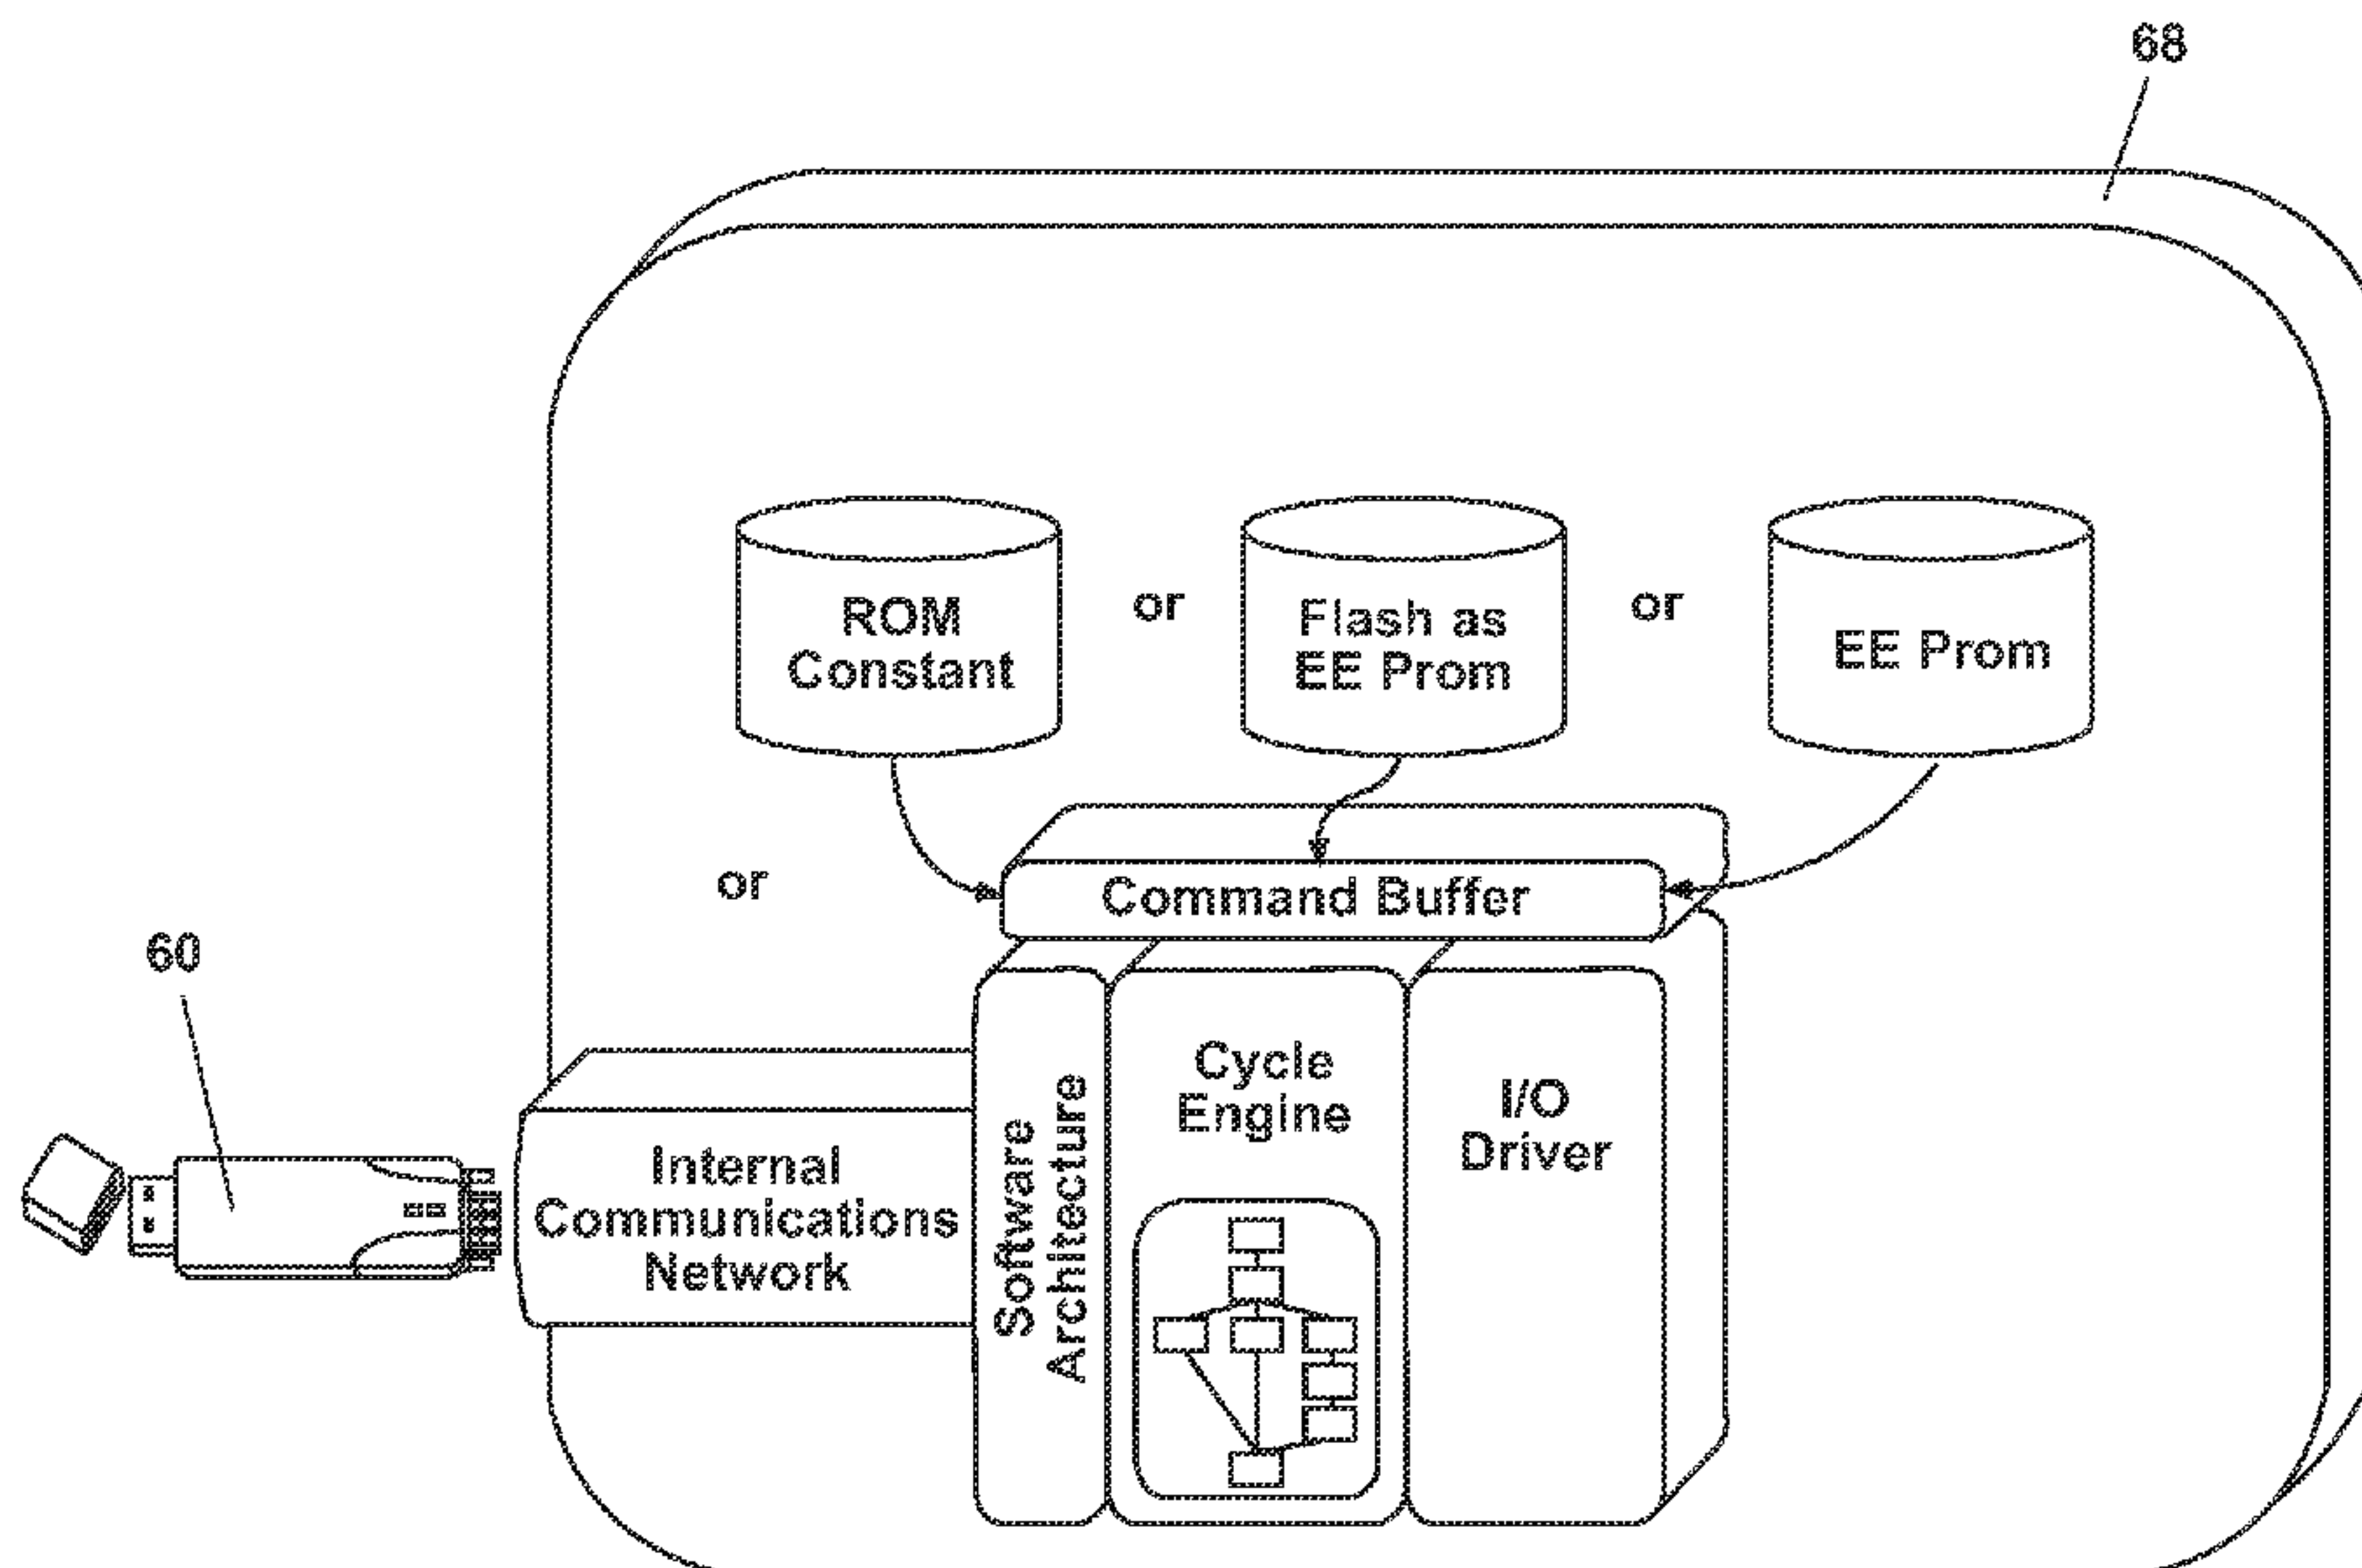 68
ROM
Constant
or
Flash as
EE Prom
or
EE Prom
or
Command Buffer
60
Internal
Communications
Network
Software
Architecture
Cycle
Engine
I/O
Driver